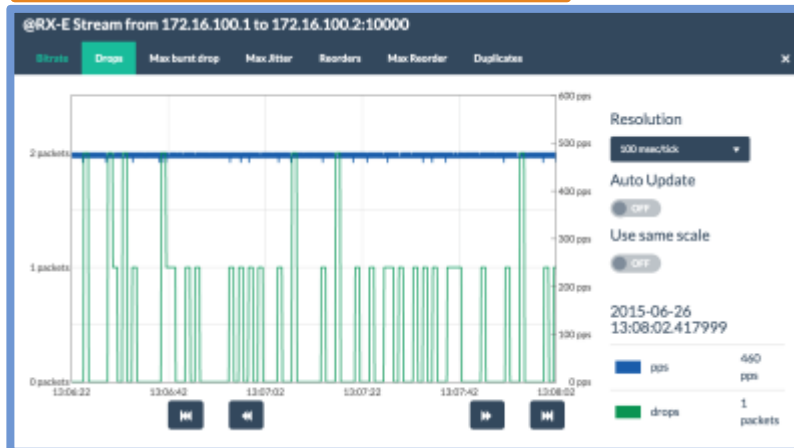 @RX-E Stream from 172.16.100.1 to 172.16.100.2:10000
Bitrate Drops Max burst drop Max Jitter Reorders Max Reorder Duplicates ×
600 pps
2 packets
500 pps
400 pps
300 pps
1 packets
200 pps
100 pps
0 packets
0 pps
13:06:22 13:06:42 13:07:02 13:07:22 13:07:42 13:08:02
Resolution
100 msec/tick
Auto Update
OFF
Use same scale
OFF
2015-06-26
13:08:02.417999
pps 460
pps
drops 1
packets